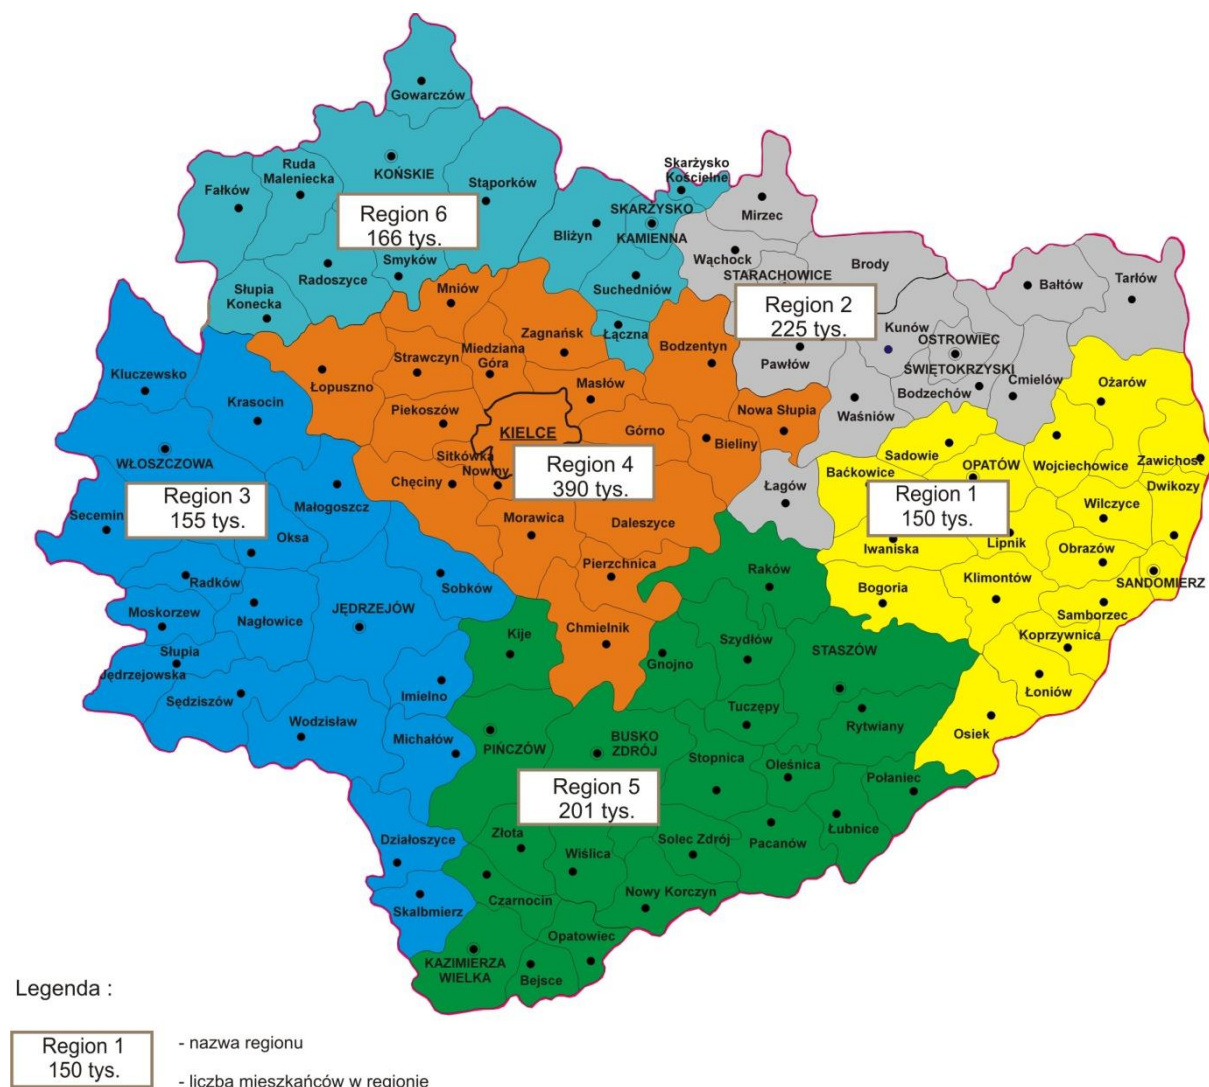 Gowarczów
Ruda
Maleniecka
KOŃSKIE
Fałków
Stąporków
Region 6
166 tys.
Smyków
Radoszyce
Słupia
Konecka
Skarżysko
Kościelne
SKARŻYSKO
KAMIENNA
Bliżyn
Suchedniów
Łączna
Mirzec
Wąchock
STARACHOWICE
Brody
Region 2
225 tys.
Bałtów
Tarłów
Kunów
OSTROWIEC
ŚWIĘTOKRZYSKI
Pawłów
Bodzechów
Ćmielów
Waśniów
Łagów
Mniów
Zagnańsk
Bodzentyn
Strawczyn
Miedziana
Góra
Łopuszno
Masłów
Piekoszów
KIELCE
Górno
Nowa Słupia
Bieliny
Sitkówka
Nowiny
Region 4
390 tys.
Chęciny
Morawica
Daleszyce
Pierzchnica
Chmielnik
Kluczewsko
Krasocin
WŁOSZCZOWA
Region 3
155 tys.
Małogoszcz
Secemin
Oksa
Radków
Sobków
Moskorzew
Nagłowice
JĘDRZEJÓW
Słupia
Jędrzejowska
Sędziszów
Imielno
Wodzisław
Michałów
Działoszyce
Skalbmierz
Ożarów
Sadowie
OPATÓW
Wojciechowice
Zawichost
Baćkowice
Dwikozy
Region 1
150 tys.
Wilczyce
Iwaniska
Lipnik
Obrazów
Bogoria
Klimontów
SANDOMIERZ
Samborzec
Koprzywnica
Łoniów
Osiek
Raków
Kije
Szydłów
STASZÓW
Gnojno
Tuczępy
Rytwiany
PIŃCZÓW
BUSKO
ZDRÓJ
Stopnica
Oleśnica
Połaniec
Region 5
201 tys.
Łubnice
Pacanów
Złota
Wiślica
Solec Zdrój
Czarnocin
Nowy Korczyn
Opatowiec
KAZIMIERZA
WIELKA
Bejsce
Legenda :
Region 1
150 tys.
- nazwa regionu
- liczba mieszkańców w regionie